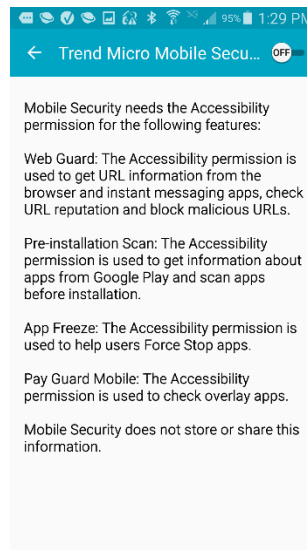 95% 1:29 PM
Trend Micro Mobile Secu... OFF
Mobile Security needs the Accessibility
permission for the following features:
Web Guard: The Accessibility permission is
used to get URL information from the
browser and instant messaging apps, check
URL reputation and block malicious URLs.
Pre-installation Scan: The Accessibility
permission is used to get information about
apps from Google Play and scan apps
before installation.
App Freeze: The Accessibility permission is
used to help users Force Stop apps.
Pay Guard Mobile: The Accessibility
permission is used to check overlay apps.
Mobile Security does not store or share this
information.